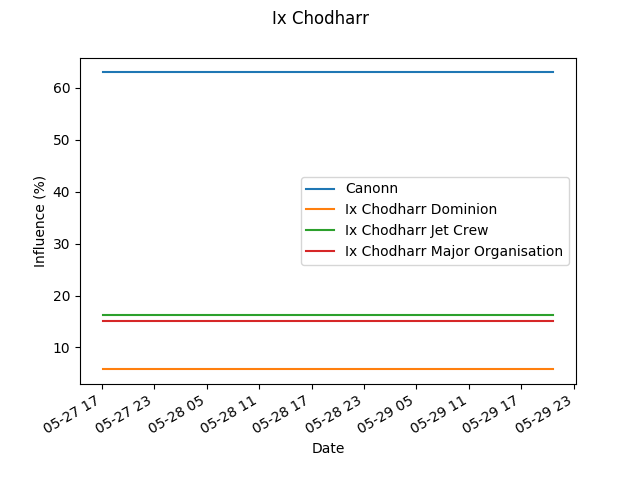 Ix Chodharr
Influence (%)
60
50
40
30
20
10
Canonn
Ix Chodharr Dominion
Ix Chodharr Jet Crew
Ix Chodharr Major Organisation
05-27 17
05-27 23
05-28 05
05-28 11
05-28 17
05-28 23
05-29 05
05-29 11
05-29 17
05-29 23
Date